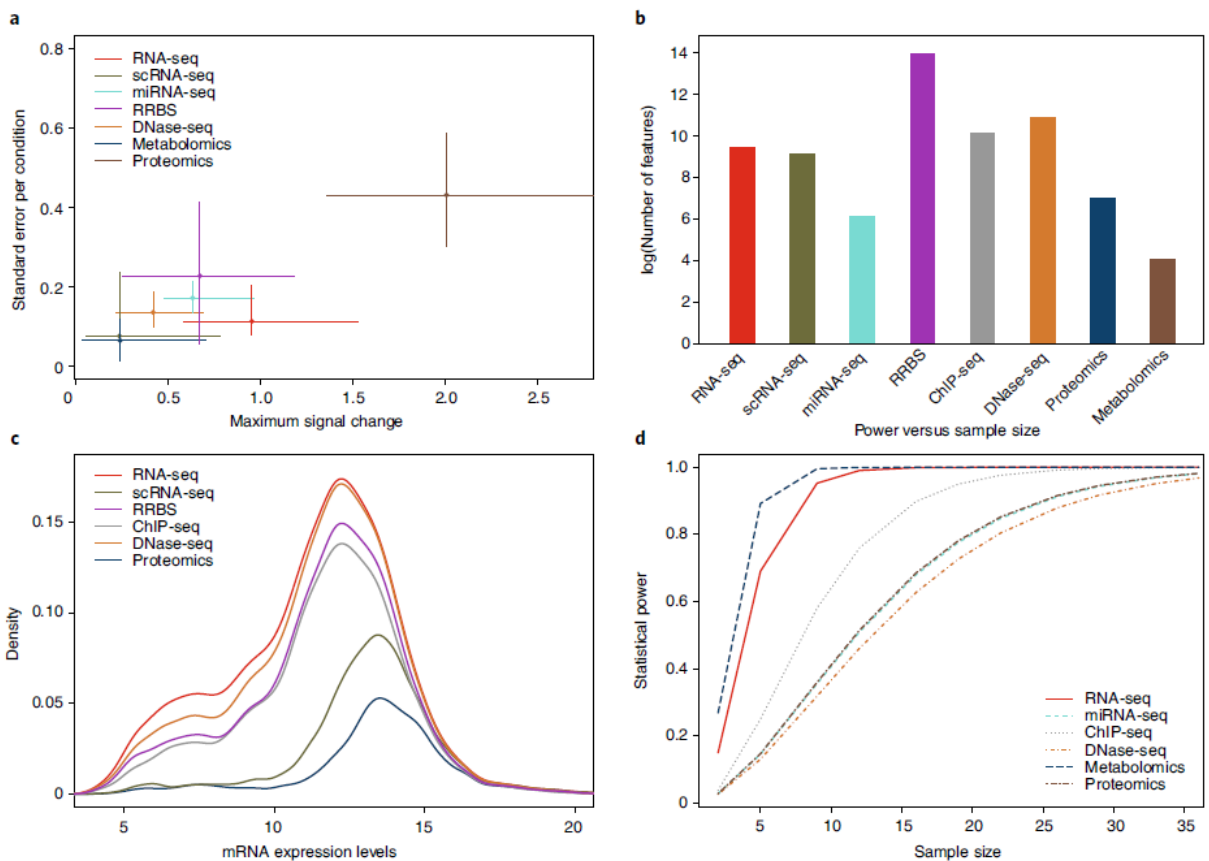 a
Standard error per condition
0.8
0.6
0.4
0.2
0
RNA-seq
scRNA-seq
miRNA-seq
RRBS
DNase-seq
Metabolomics
Proteomics
0
0.5
1.0
1.5
2.0
2.5
Maximum signal change
b
log(Number of features)
14
12
10
8
6
4
2
0
RNA-seq
scRNA-seq
miRNA-seq
RRBS
ChIP-seq
DNase-seq
Proteomics
Metabolomics
c
Density
0.15
0.10
0.05
0
RNA-seq
scRNA-seq
RRBS
ChIP-seq
DNase-seq
Proteomics
5
10
15
20
mRNA expression levels
d
Power versus sample size
Statistical power
1.0
0.8
0.6
0.4
0.2
0
RNA-seq
miRNA-seq
ChIP-seq
DNase-seq
Metabolomics
Proteomics
5
10
15
20
25
30
35
Sample size